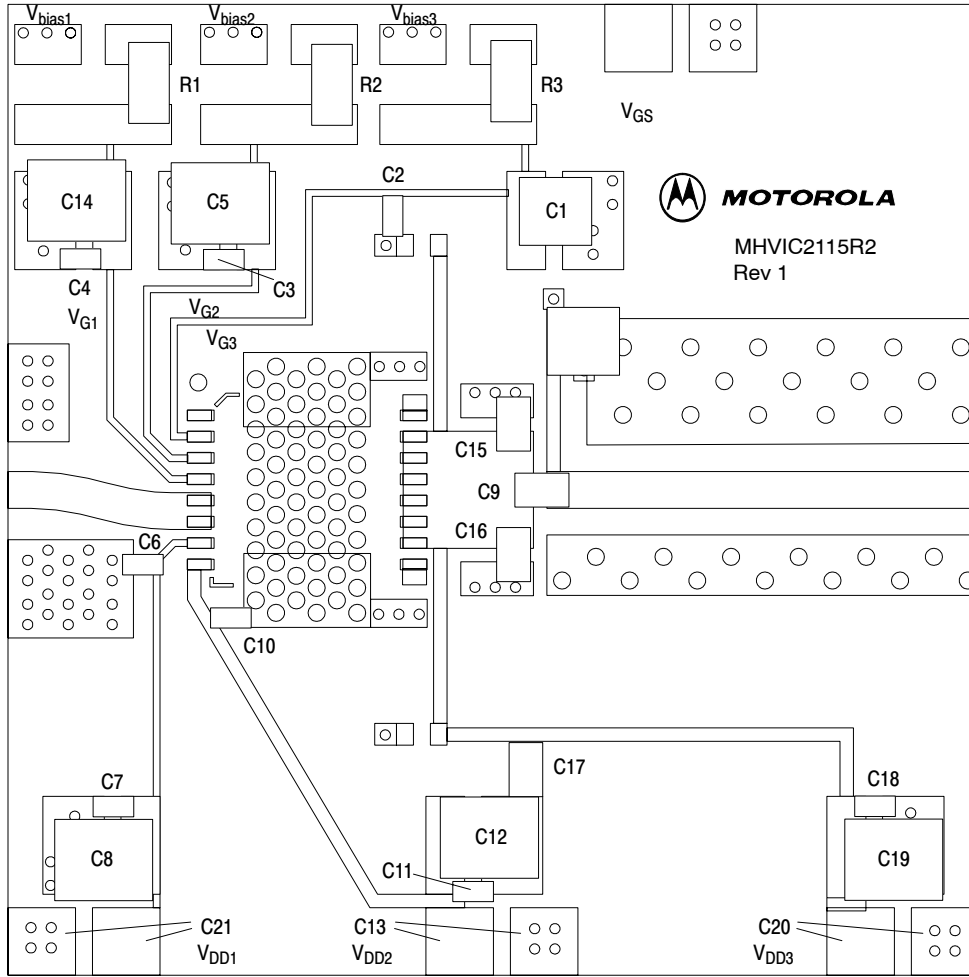 Vbias1 Vbias2 Vbias3
R1 R2 R3
VGS
C14 C5 C2 C1
MOTOROLA
MHVIC2115R2
Rev 1
C4 C3
VG1 VG2
VG3
C15
C9
C16
C6
C10
C7 C17 C18
C8 C12 C19
C11
C21 C13 C20
VDD1 VDD2 VDD3